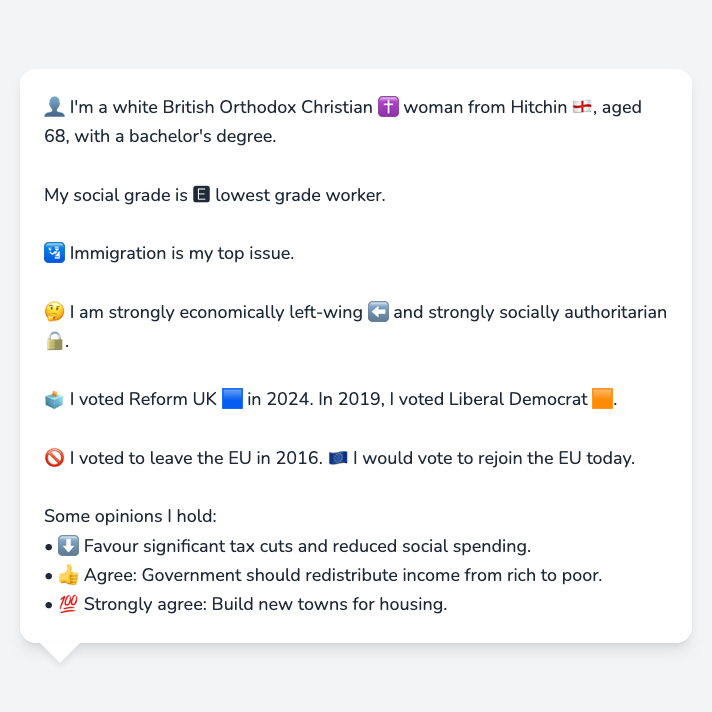 👤 I'm a white British Orthodox Christian ✝️ woman from Hitchin 🏴󠁧󠁢󠁥󠁮󠁧󠁿, aged
68, with a bachelor's degree.
My social grade is 🅴 lowest grade worker.
🛂 Immigration is my top issue.
🤔 I am strongly economically left-wing ⬅️ and strongly socially authoritarian
🔒.
🗳️ I voted Reform UK 🟦 in 2024. In 2019, I voted Liberal Democrat 🟧.
🚫 I voted to leave the EU in 2016. 🇪🇺 I would vote to rejoin the EU today.
Some opinions I hold:
• ⬇️ Favour significant tax cuts and reduced social spending.
• 👍 Agree: Government should redistribute income from rich to poor.
• 💯 Strongly agree: Build new towns for housing.